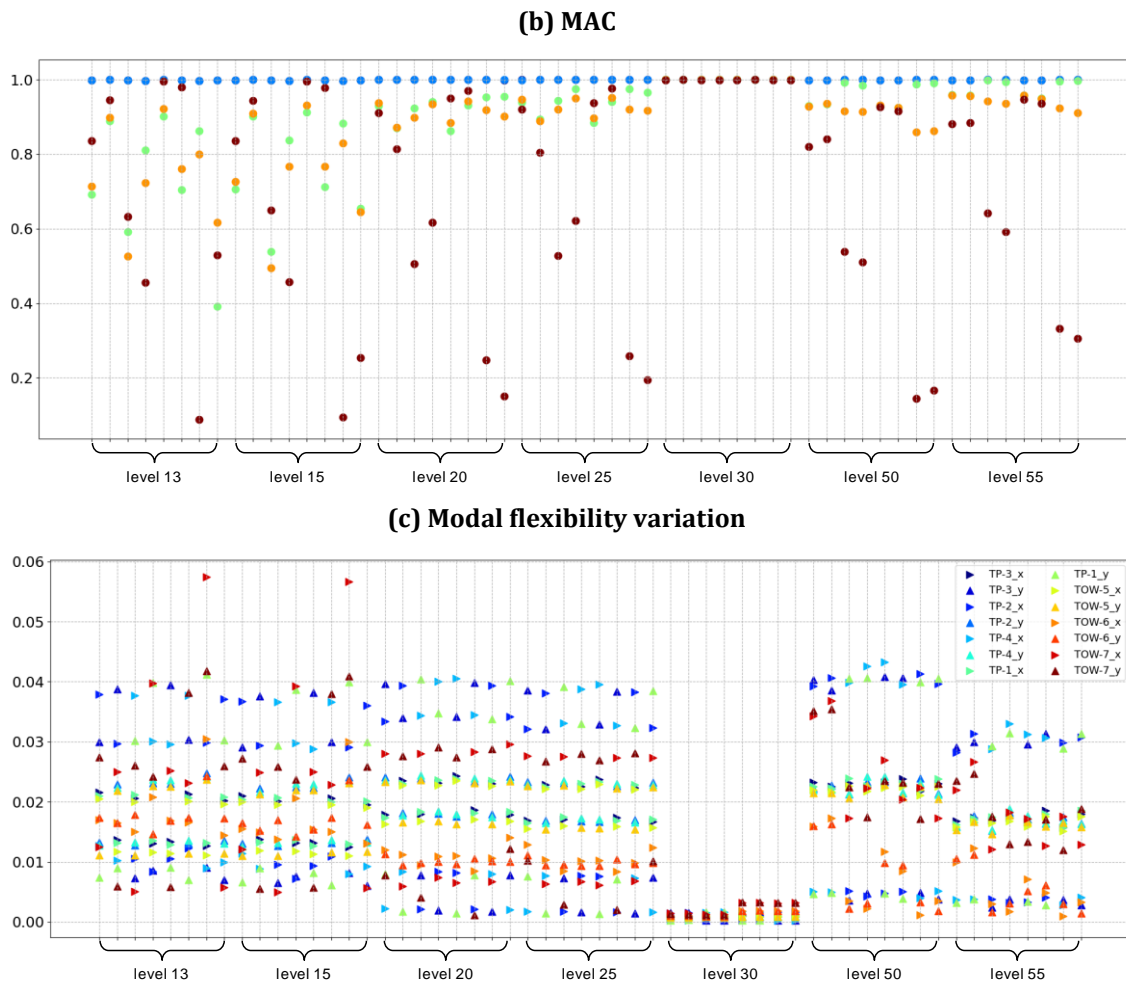 (b) MAC
1.0
0.8
0.6
0.4
0.2
level 13 level 15 level 20 level 25 level 30 level 50 level 55
(c) Modal flexibility variation
0.06
0.05
0.04
0.03
0.02
0.01
0.00
TP-3_x TP-1_y
TP-3_y TOW-5_x
TP-2_x TOW-5_y
TP-2_y TOW-6_x
TP-4_x TOW-6_y
TP-4_y TOW-7_x
TP-1_x TOW-7_y
level 13 level 15 level 20 level 25 level 30 level 50 level 55